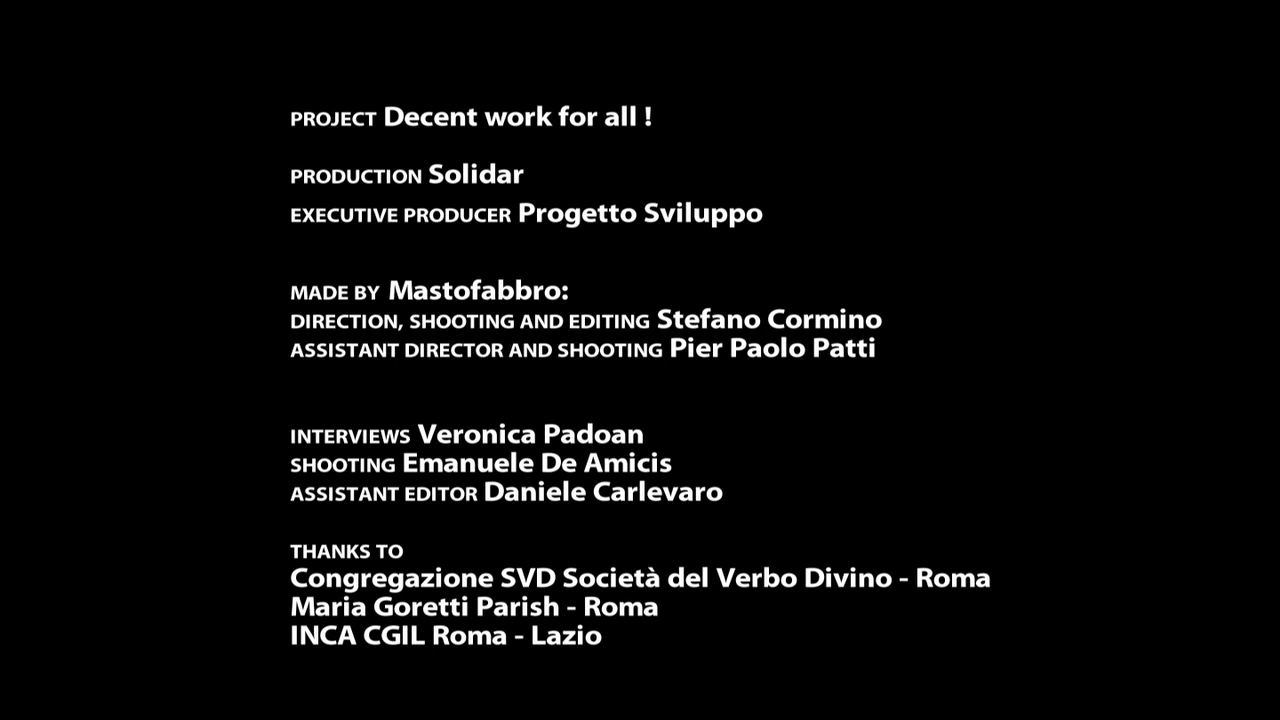 PROJECT Decent work for all !
PRODUCTION Solidar
EXECUTIVE PRODUCER Progetto Sviluppo
MADE BY Mastofabbro:
DIRECTION, SHOOTING AND EDITING Stefano Cormino
ASSISTANT DIRECTOR AND SHOOTING Pier Paolo Patti
INTERVIEWS Veronica Padoan
SHOOTING Emanuele De Amicis
ASSISTANT EDITOR Daniele Carlevaro
THANKS TO
Congregazione SVD Società del Verbo Divino - Roma
Maria Goretti Parish - Roma
INCA CGIL Roma - Lazio